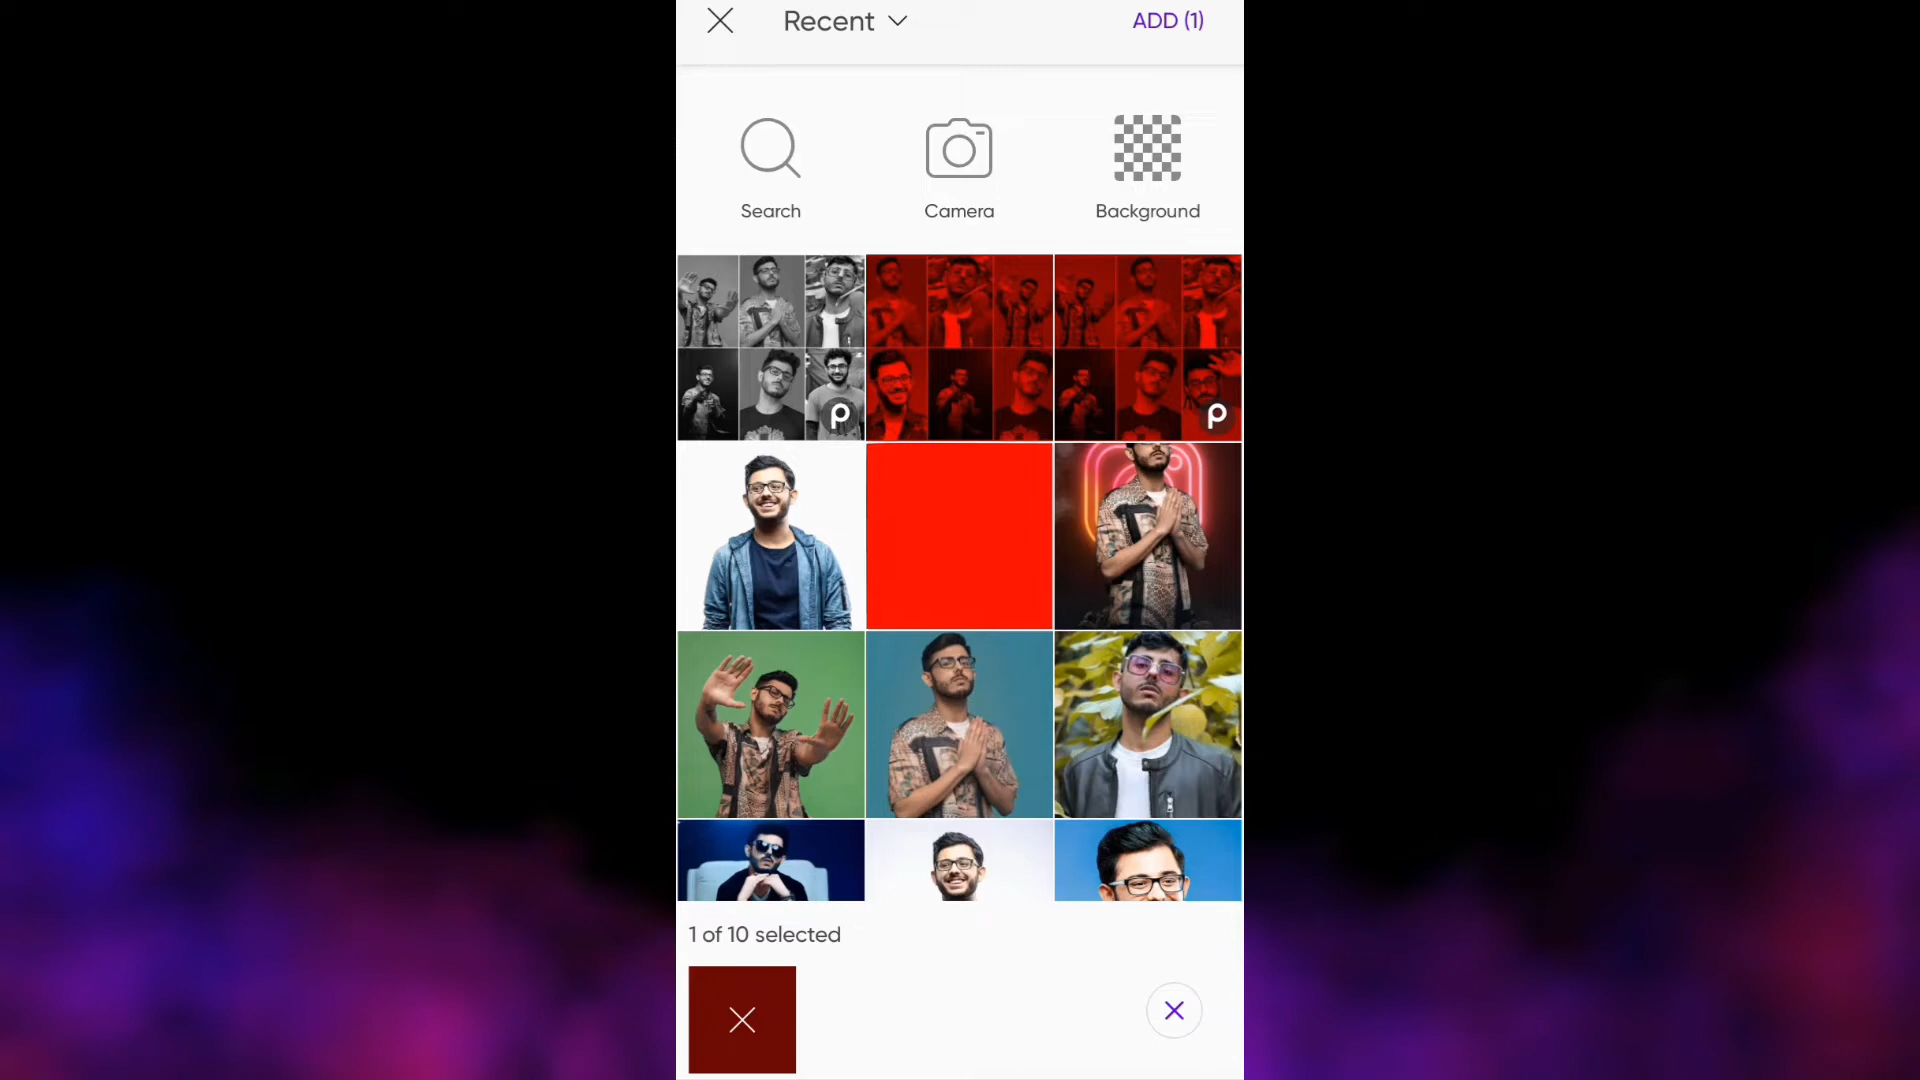 Recent
ADD (1)
Search
Camera
Background
1 of 10 selected